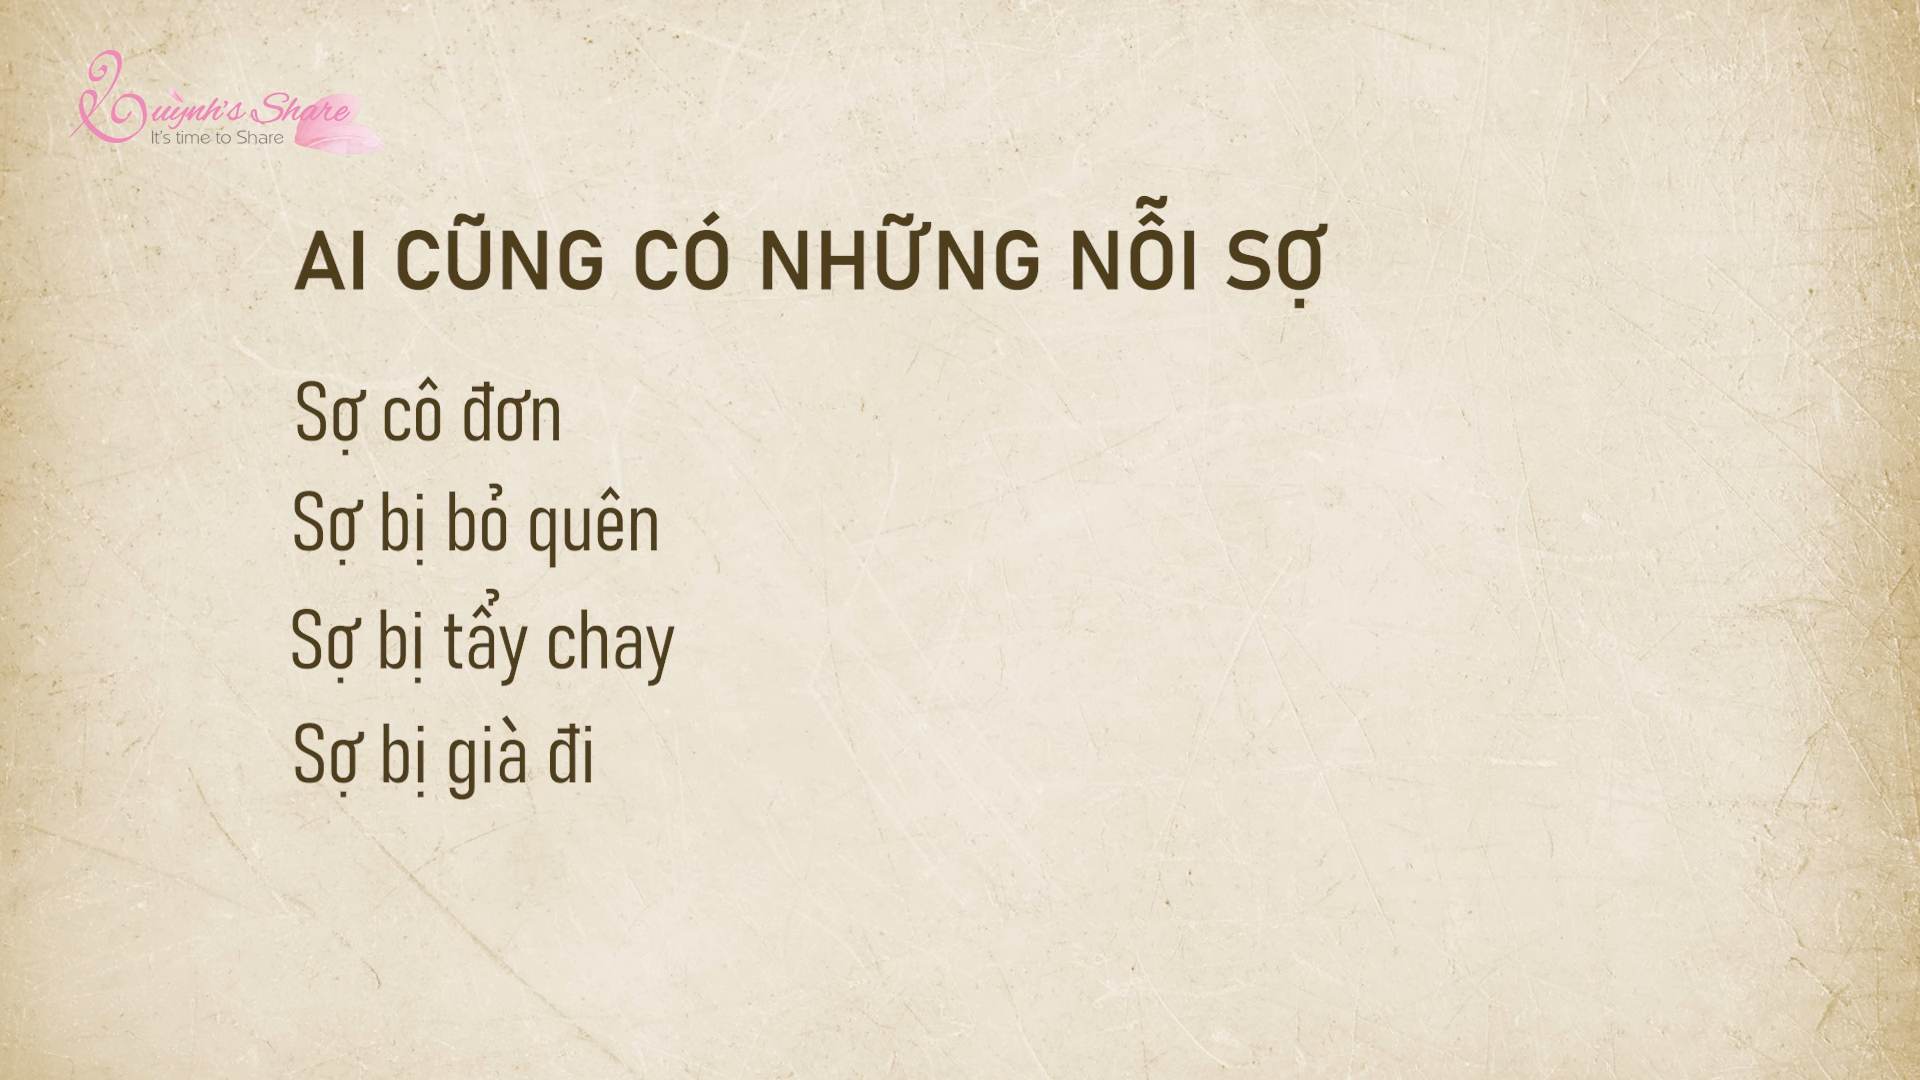 Quỳnh's Share
It's time to Share
AI CŨNG CÓ NHỮNG NỖI SỢ
Sợ cô đơn
Sợ bị bỏ quên
Sợ bị tẩy chay
Sợ bị già đi